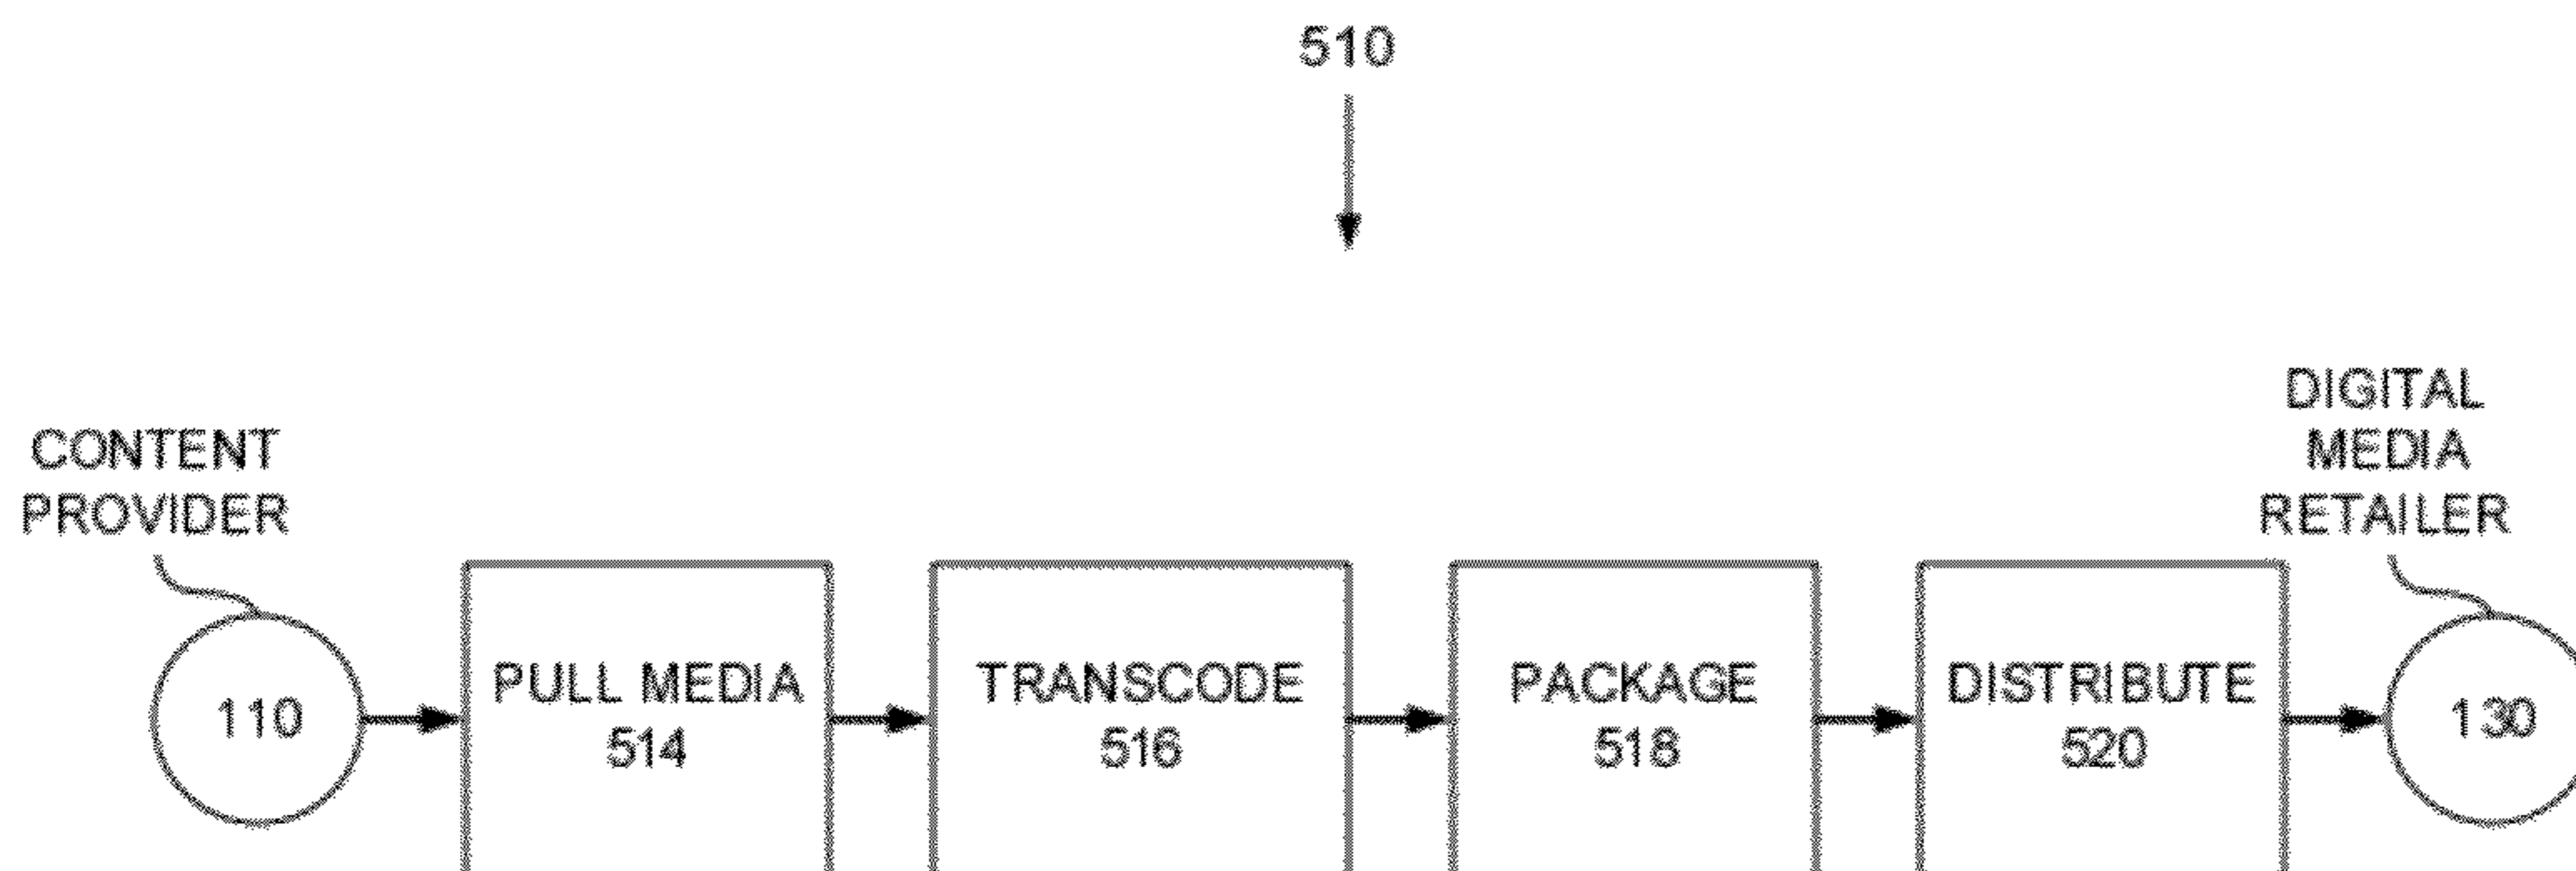 510
CONTENT
PROVIDER
DIGITAL
MEDIA
RETAILER
110
PULL MEDIA
514
TRANSCODE
516
PACKAGE
518
DISTRIBUTE
520
130